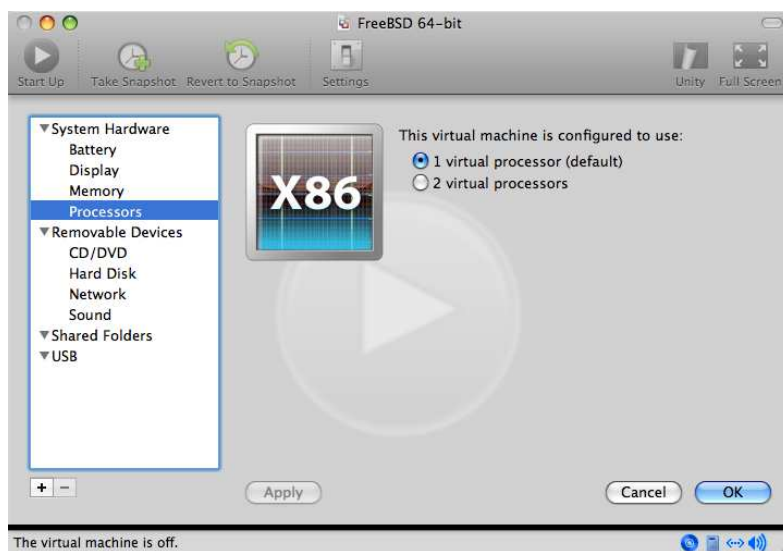 FreeBSD 64-bit
Start Up Take Snapshot Revert to Snapshot Settings Unity Full Screen
System Hardware
Battery
Display
Memory
Processors
Removable Devices
CD/DVD
Hard Disk
Network
Sound
Shared Folders
USB
X86
This virtual machine is configured to use:
1 virtual processor (default)
2 virtual processors
+ −
Apply Cancel OK
The virtual machine is off.